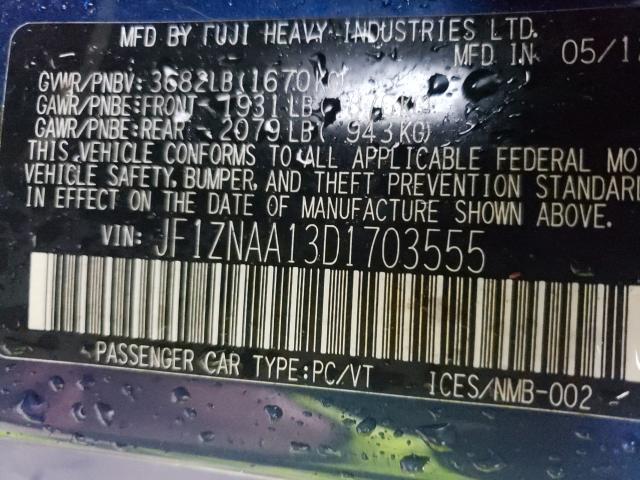 MFD BY FUJI HEAVY INDUSTRIES LTD.
MFD IN 05/1
GVWR/PNBV: 3682LB(1670KG)
GAWR/PNBE:FRONT 1931LB
GAWR/PNBE:REAR 2079LB( 943KG)
THIS VEHICLE CONFORMS TO ALL APPLICABLE FEDERAL MO
VEHICLE SAFETY, BUMPER, AND THEFT PREVENTION STANDARD
IN EFFECT ON THE DATE OF MANUFACTURE SHOWN ABOVE.
VIN: JF1ZNAA13D1703555
PASSENGER CAR TYPE:PC/VT ICES/NMB-002